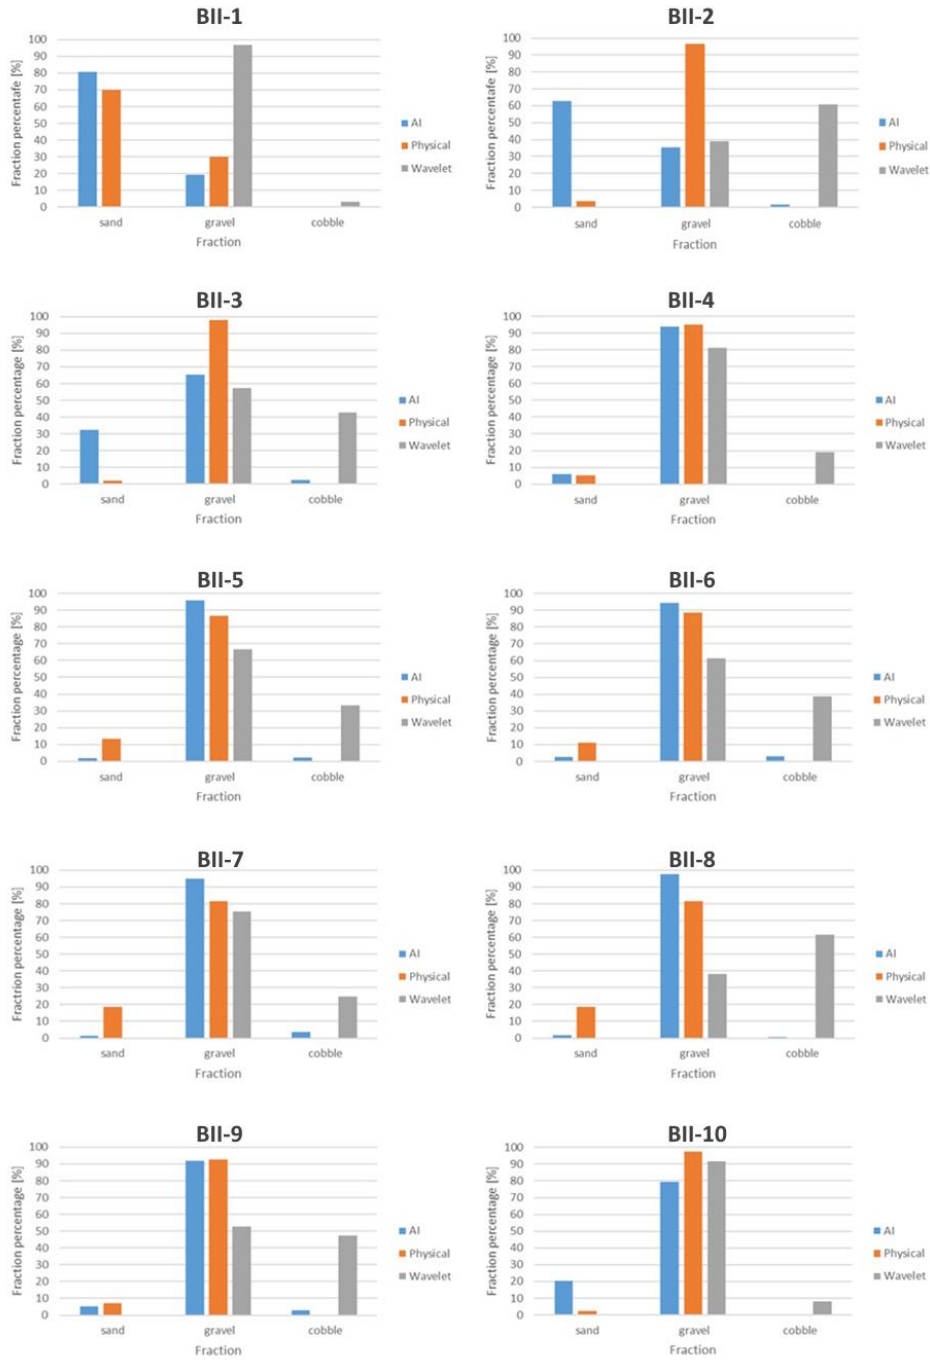 BII-1
Fraction percentafe [%]
100
90
80
70
60
50
40
30
20
10
0
sand
gravel
cobble
Fraction
AI
Physical
Wavelet
BII-2
Fraction percentage [%]
100
90
80
70
60
50
40
30
20
10
0
sand
gravel
cobble
Fraction
AI
Physical
Wavelet
BII-3
Fraction percentage [%]
100
90
80
70
60
50
40
30
20
10
0
sand
gravel
cobble
Fraction
AI
Physical
Wavelet
BII-4
Fraction percentage [%]
100
90
80
70
60
50
40
30
20
10
0
sand
gravel
cobble
Fraction
AI
Physical
Wavelet
BII-5
Fraction percentage [%]
100
90
80
70
60
50
40
30
20
10
0
sand
gravel
cobble
Fraction
AI
Physical
Wavelet
BII-6
Fraction percentage [%]
100
90
80
70
60
50
40
30
20
10
0
sand
gravel
cobble
Fraction
AI
Physical
Wavelet
BII-7
Fractrion percentage [%]
100
90
80
70
60
50
40
30
20
10
0
sand
gravel
cobble
Fraction
AI
Physical
Wavelet
BII-8
Fraction percentage [%]
100
90
80
70
60
50
40
30
20
10
0
sand
gravel
cobble
Fraction
AI
Physical
Wavelet
BII-9
Fraction percentage [%]
100
90
80
70
60
50
40
30
20
10
0
sand
gravel
cobble
Fraction
AI
Physical
Wavelet
BII-10
Fraction percentage [%]
100
90
80
70
60
50
40
30
20
10
0
sand
gravel
cobble
Fraction
AI
Physical
Wavelet